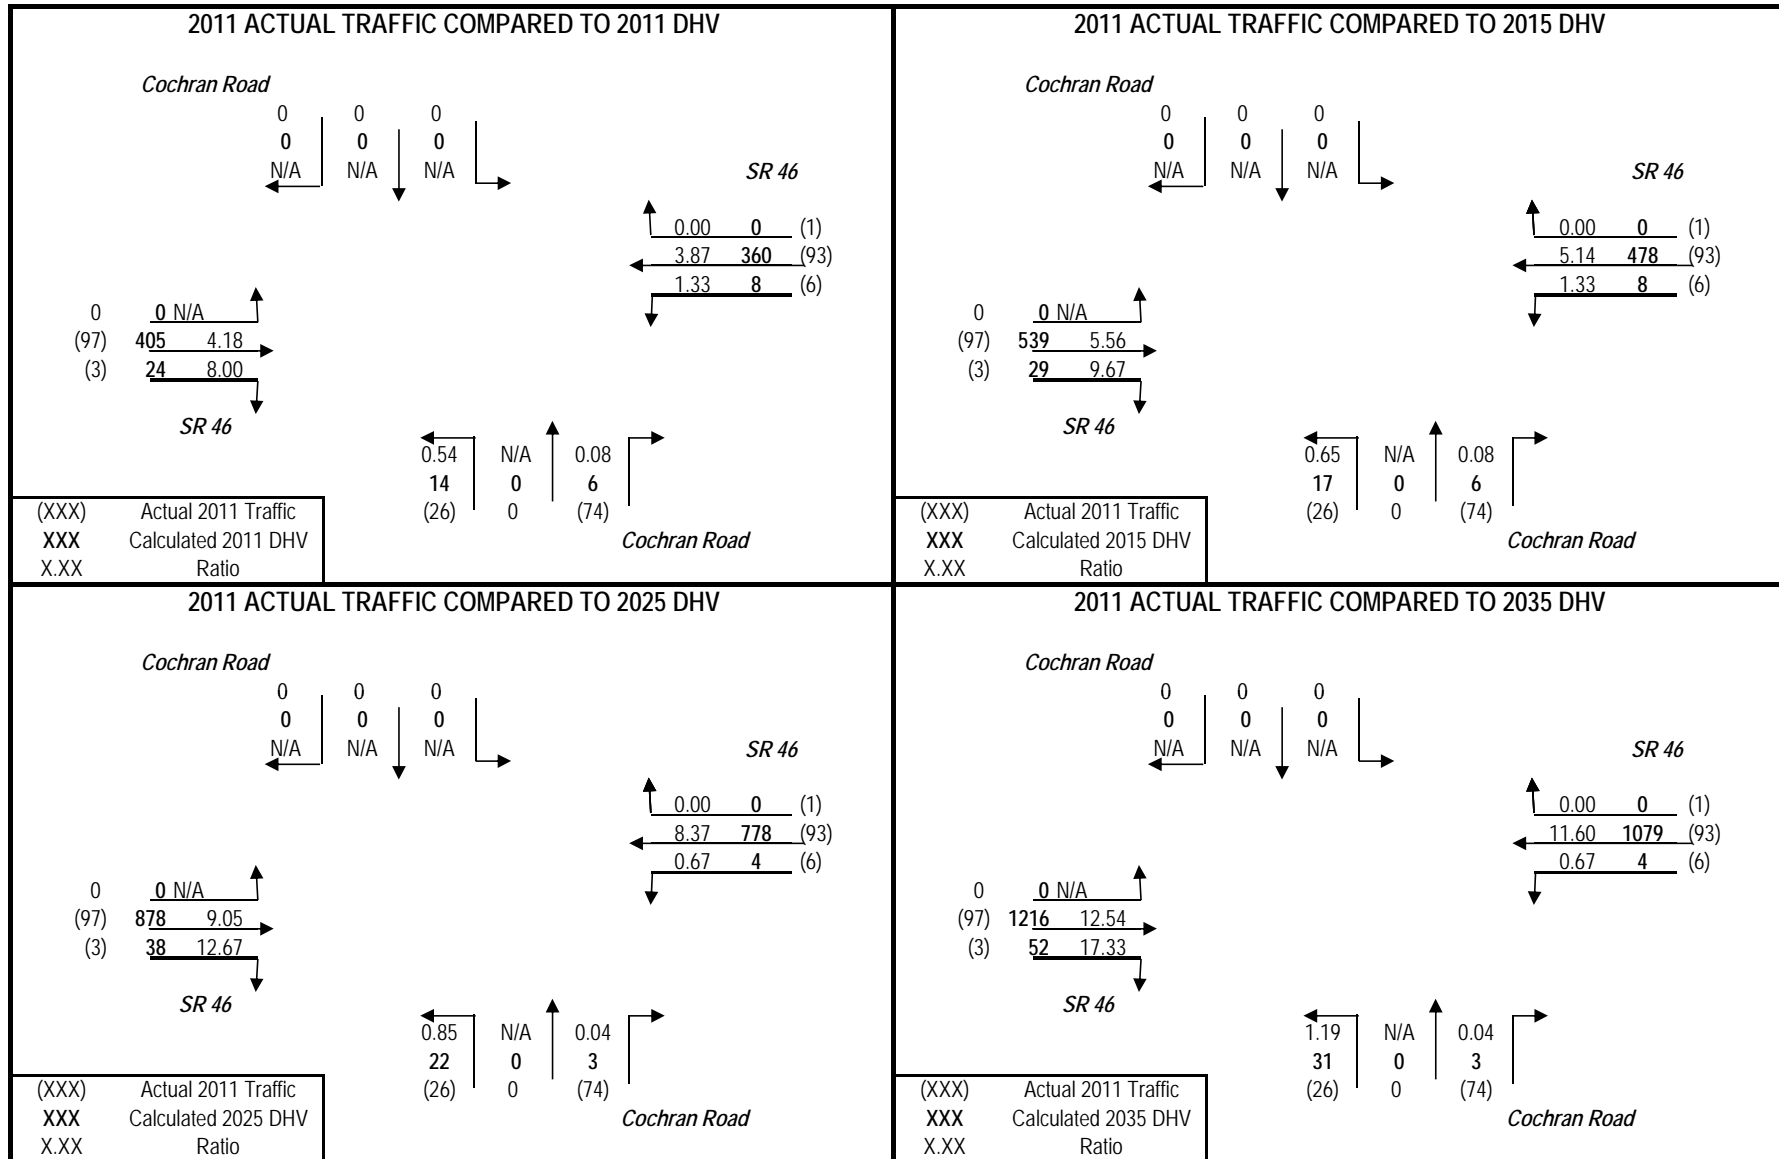 2011 ACTUAL TRAFFIC COMPARED TO 2011 DHV
Cochran Road
0 0 0
0 0 0
N/A N/A N/A
SR 46
0.00 0 (1)
3.87 360 (93)
1.33 8 (6)
0 0 N/A
(97) 405 4.18
(3) 24 8.00
SR 46
0.54 N/A 0.08
14 0 6
(26) 0 (74)
Cochran Road
(XXX) Actual 2011 Traffic
XXX Calculated 2011 DHV
X.XX Ratio
2011 ACTUAL TRAFFIC COMPARED TO 2015 DHV
Cochran Road
0 0 0
0 0 0
N/A N/A N/A
SR 46
0.00 0 (1)
5.14 478 (93)
1.33 8 (6)
0 0 N/A
(97) 539 5.56
(3) 29 9.67
SR 46
0.65 N/A 0.08
17 0 6
(26) 0 (74)
Cochran Road
(XXX) Actual 2011 Traffic
XXX Calculated 2015 DHV
X.XX Ratio
2011 ACTUAL TRAFFIC COMPARED TO 2025 DHV
Cochran Road
0 0 0
0 0 0
N/A N/A N/A
SR 46
0.00 0 (1)
8.37 778 (93)
0.67 4 (6)
0 0 N/A
(97) 878 9.05
(3) 38 12.67
SR 46
0.85 N/A 0.04
22 0 3
(26) 0 (74)
Cochran Road
(XXX) Actual 2011 Traffic
XXX Calculated 2025 DHV
X.XX Ratio
2011 ACTUAL TRAFFIC COMPARED TO 2035 DHV
Cochran Road
0 0 0
0 0 0
N/A N/A N/A
SR 46
0.00 0 (1)
11.60 1079 (93)
0.67 4 (6)
0 0 N/A
(97) 1216 12.54
(3) 52 17.33
SR 46
1.19 N/A 0.04
31 0 3
(26) 0 (74)
Cochran Road
(XXX) Actual 2011 Traffic
XXX Calculated 2035 DHV
X.XX Ratio